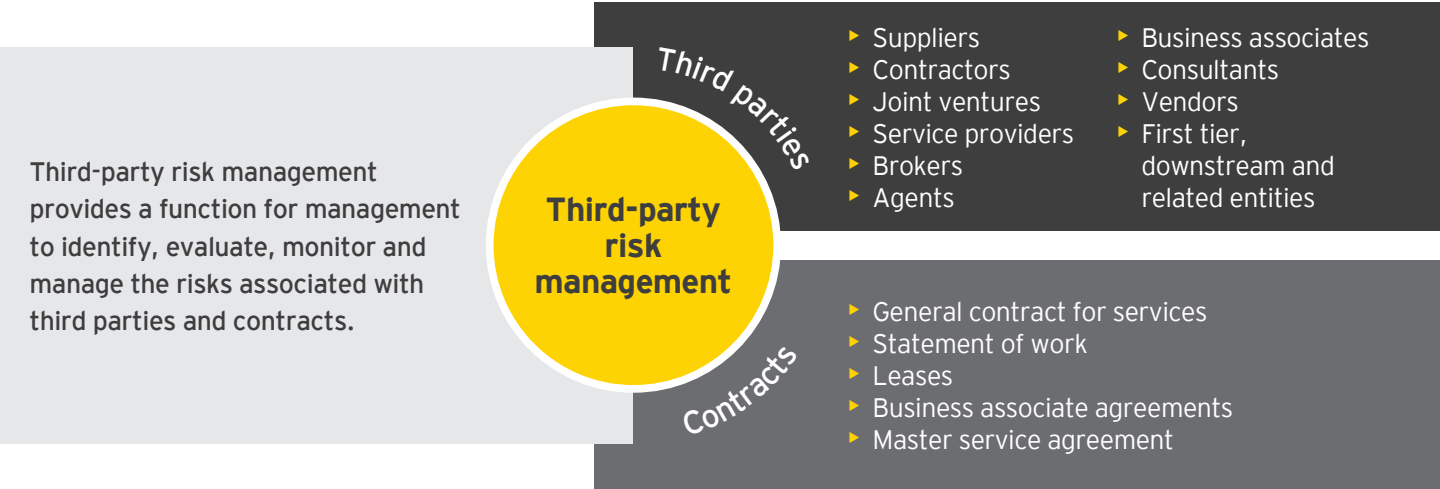 Third-party risk management
provides a function for management
to identify, evaluate, monitor and
manage the risks associated with
third parties and contracts.
Third-party
risk
management
Third parties
Suppliers
Contractors
Joint ventures
Service providers
Brokers
Agents
Business associates
Consultants
Vendors
First tier,
downstream and
related entities
Contracts
General contract for services
Statement of work
Leases
Business associate agreements
Master service agreement